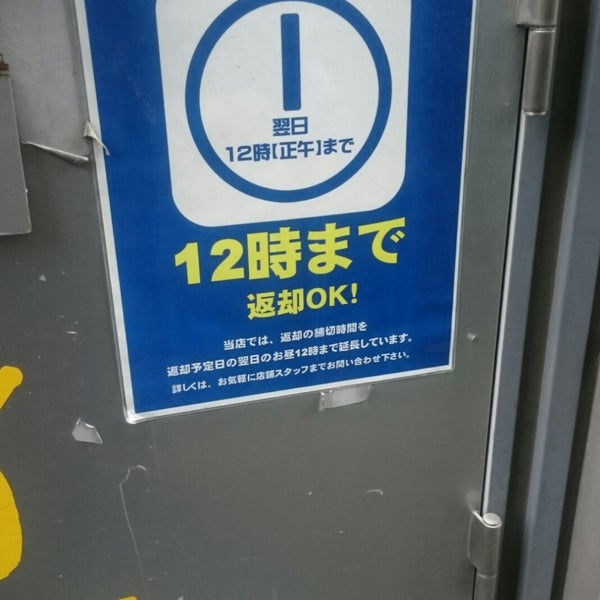 翌日
12時【正午】まで
12時まで
返却OK!
当店では、返却の締切時間を
返却予定日の翌日のお昼12時まで延長しています。
詳しくは、お気軽に店頭スタッフまでお問い合わせ下さい。